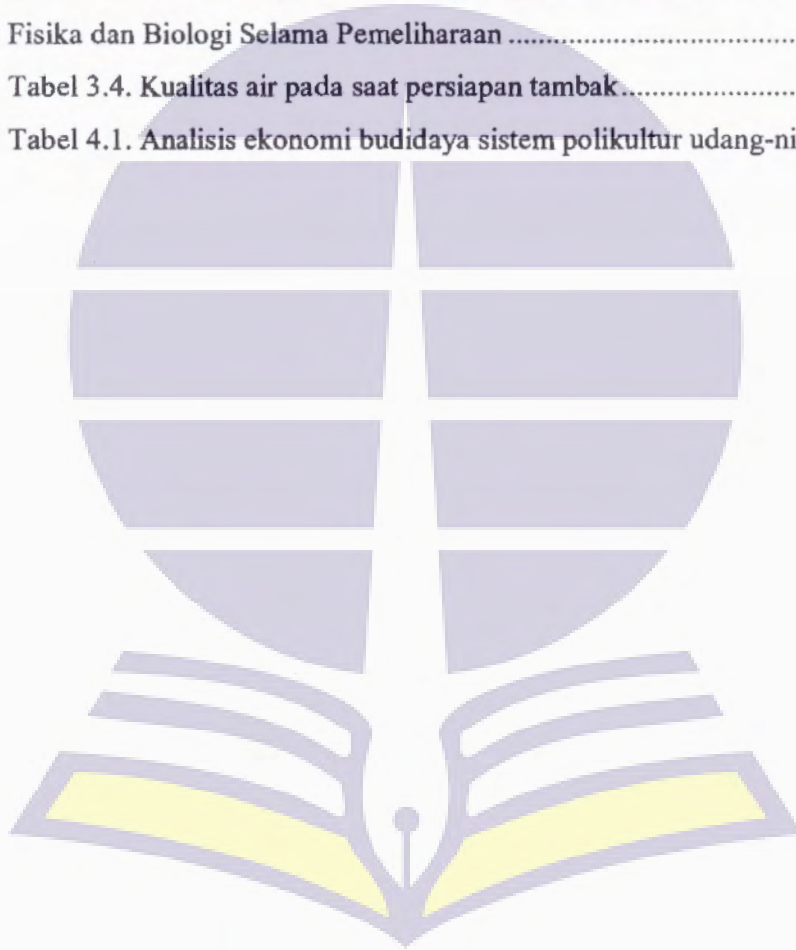 Fisika dan Biologi Selama Pemeliharaan .....................................
Tabel 3.4. Kualitas air pada saat persiapan tambak.......................
Tabel 4.1. Analisis ekonomi budidaya sistem polikultur udang-ni